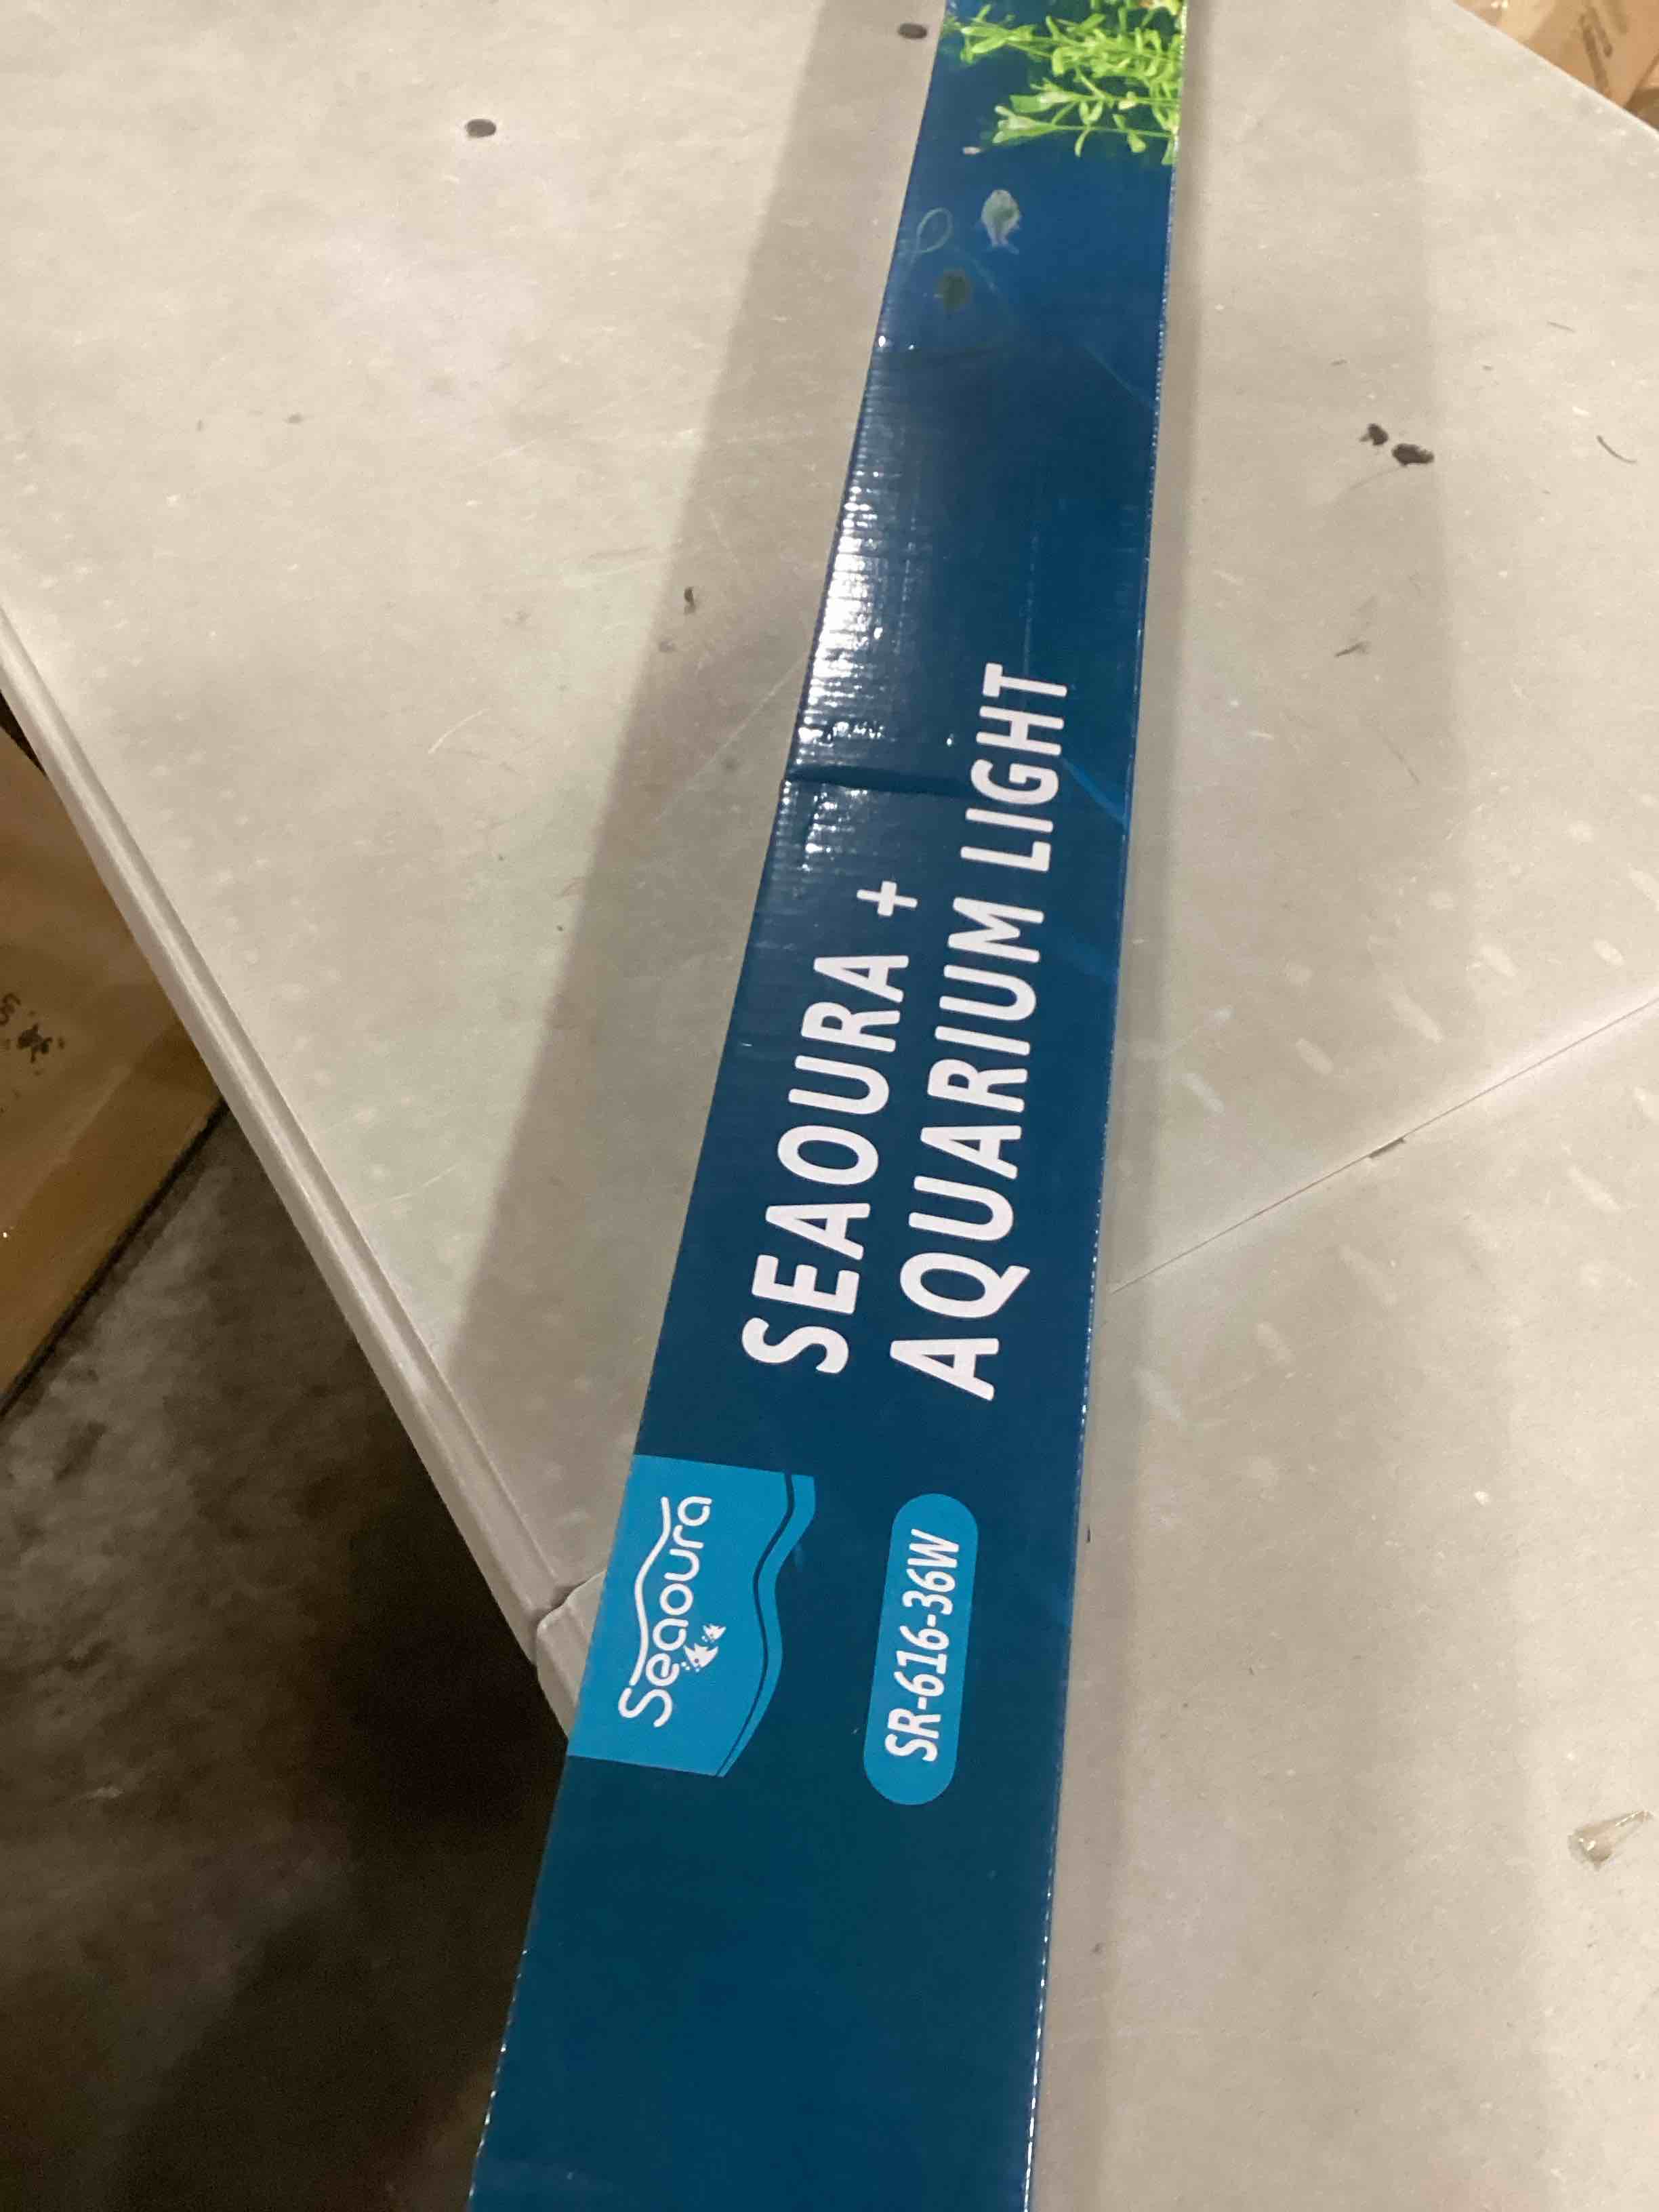 Seaoura
SR-616-36W
SEAOURA +
AQUARIUM LIGHT